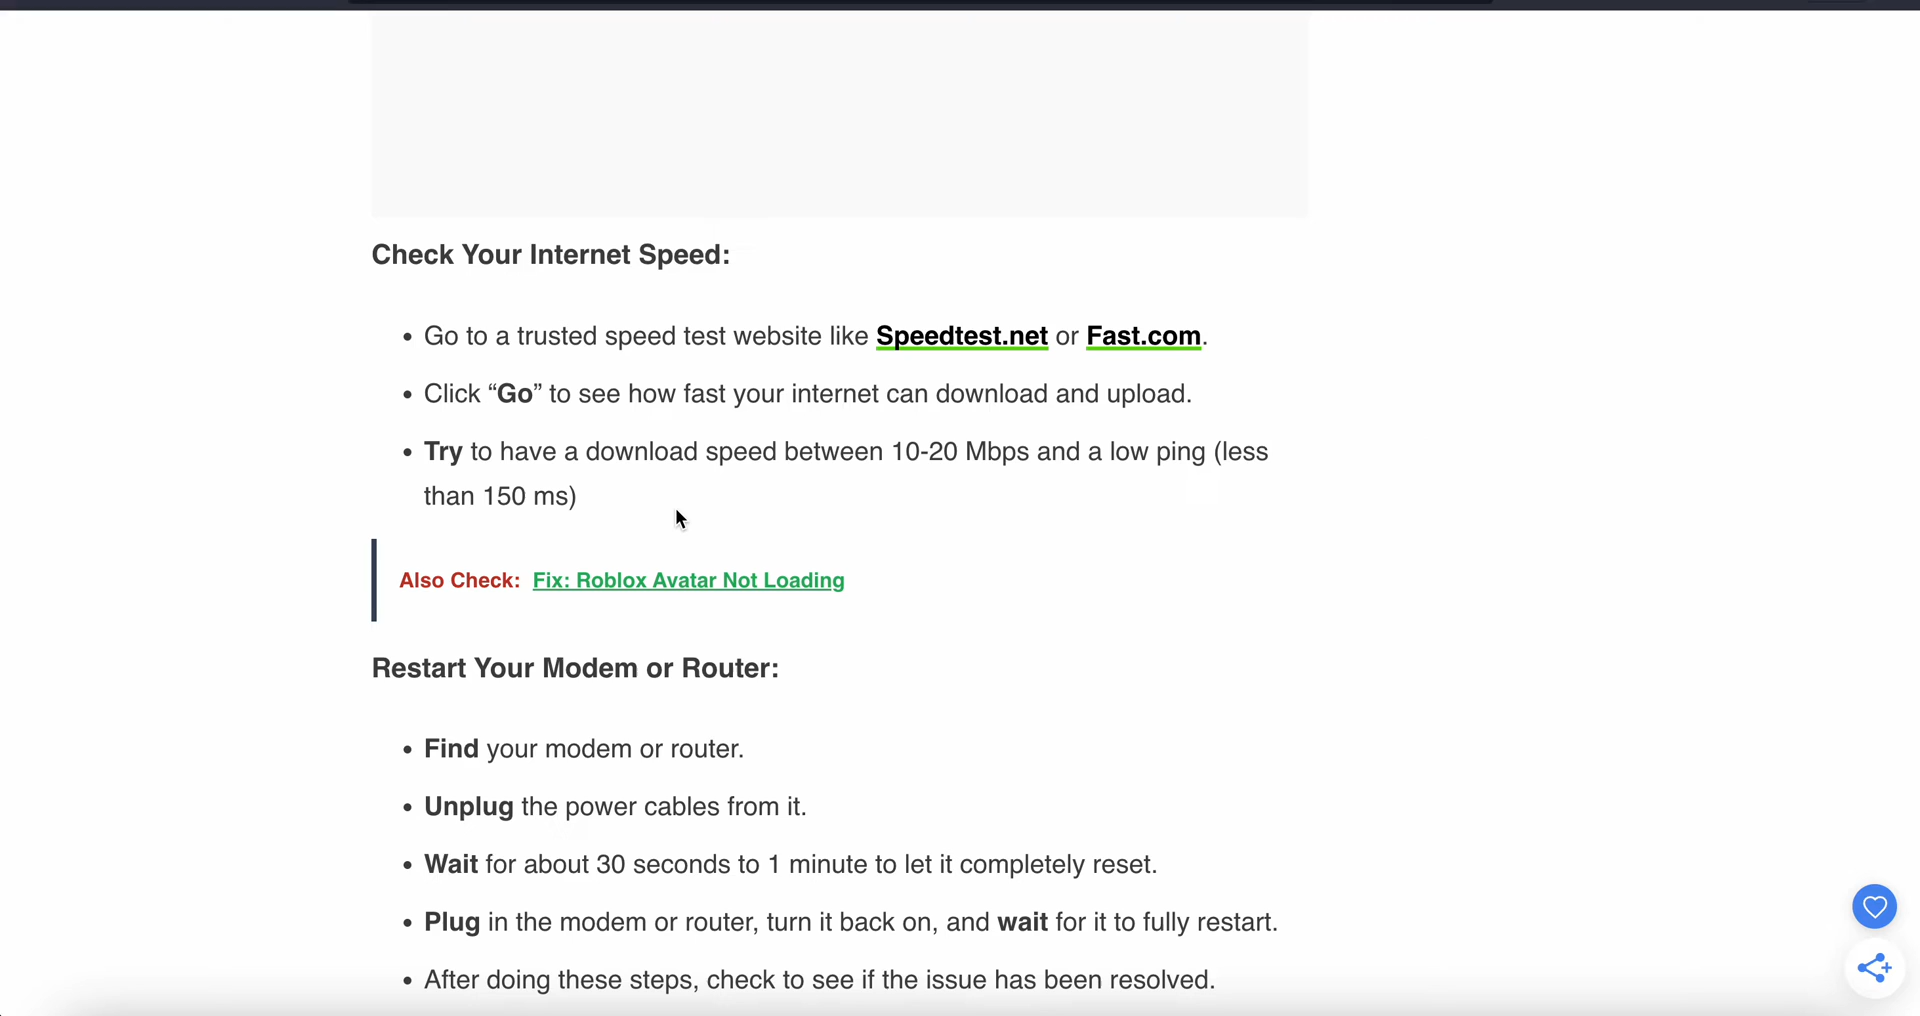 Check Your Internet Speed:
• Go to a trusted speed test website like Speedtest.net or Fast.com.
• Click “Go” to see how fast your internet can download and upload.
• Try to have a download speed between 10-20 Mbps and a low ping (less
than 150 ms)
Also Check: Fix: Roblox Avatar Not Loading
Restart Your Modem or Router:
• Find your modem or router.
• Unplug the power cables from it.
• Wait for about 30 seconds to 1 minute to let it completely reset.
• Plug in the modem or router, turn it back on, and wait for it to fully restart.
• After doing these steps, check to see if the issue has been resolved.